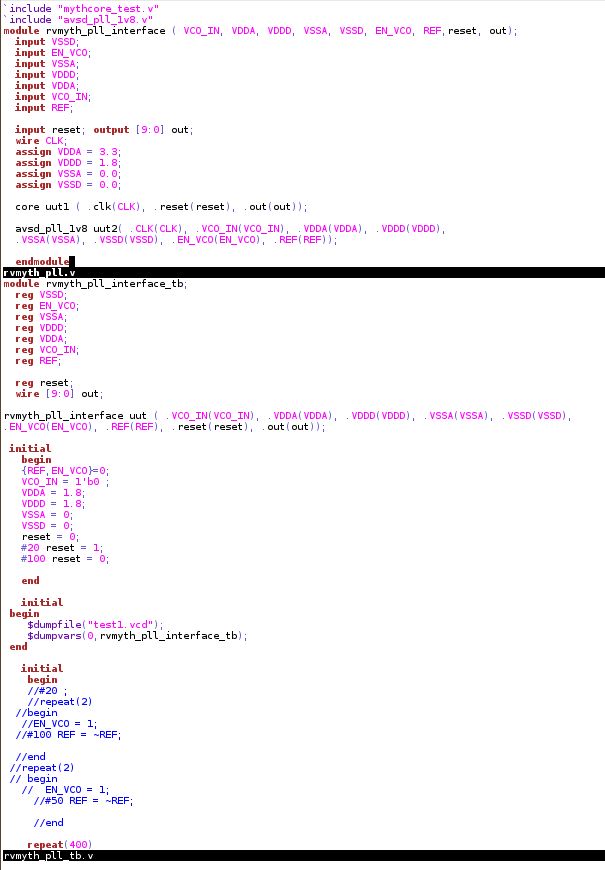 `include "mythcore_test.v"
`include "avsd_pll_1v8.v"
module rvmyth_pll_interface ( VCO_IN, VDDA, VDDD, VSSA, VSSD, EN_VCO, REF,reset, out);
input VSSD;
input EN_VCO;
input VSSA;
input VDDD;
input VDDA;
input VCO_IN;
input REF;
input reset; output [9:0] out;
wire CLK;
assign VDDA = 3.3;
assign VDDD = 1.8;
assign VSSA = 0.0;
assign VSSD = 0.0;
core uut1 ( .clk(CLK), .reset(reset), .out(out));
avsd_pll_1v8 uut2( .CLK(CLK), .VCO_IN(VCO_IN), .VDDA(VDDA), .VDDD(VDDD),
.VSSA(VSSA), .VSSD(VSSD), .EN_VCO(EN_VCO), .REF(REF));
endmodule
rvmyth_pll.v
module rvmyth_pll_interface_tb;
reg VSSD;
reg EN_VCO;
reg VSSA;
reg VDDD;
reg VDDA;
reg VCO_IN;
reg REF;
reg reset;
wire [9:0] out;
rvmyth_pll_interface uut ( .VCO_IN(VCO_IN), .VDDA(VDDA), .VDDD(VDDD), .VSSA(VSSA), .VSSD(VSSD),
.EN_VCO(EN_VCO), .REF(REF), .reset(reset), .out(out));
initial
begin
{REF,EN_VCO}=0;
VCO_IN = 1'b0 ;
VDDA = 1.8;
VDDD = 1.8;
VSSA = 0;
VSSD = 0;
reset = 0;
#20 reset = 1;
#100 reset = 0;
end
initial
begin
$dumpfile("test1.vcd");
$dumpvars(0,rvmyth_pll_interface_tb);
end
initial
begin
//#20 ;
//repeat(2)
//begin
//EN_VCO = 1;
//#100 REF = ~REF;
//end
//repeat(2)
// begin
// EN_VCO = 1;
//#50 REF = ~REF;
//end
repeat(400)
rvmyth_pll_tb.v